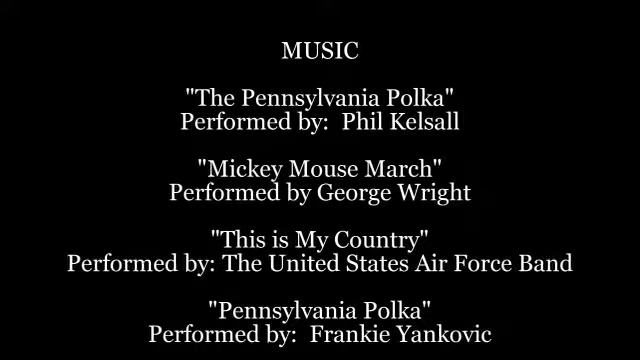 MUSIC
"The Pennsylvania Polka"
Performed by:  Phil Kelsall
"Mickey Mouse March"
Performed by George Wright
"This is My Country"
Performed by: The United States Air Force Band
"Pennsylvania Polka"
Performed by:  Frankie Yankovic